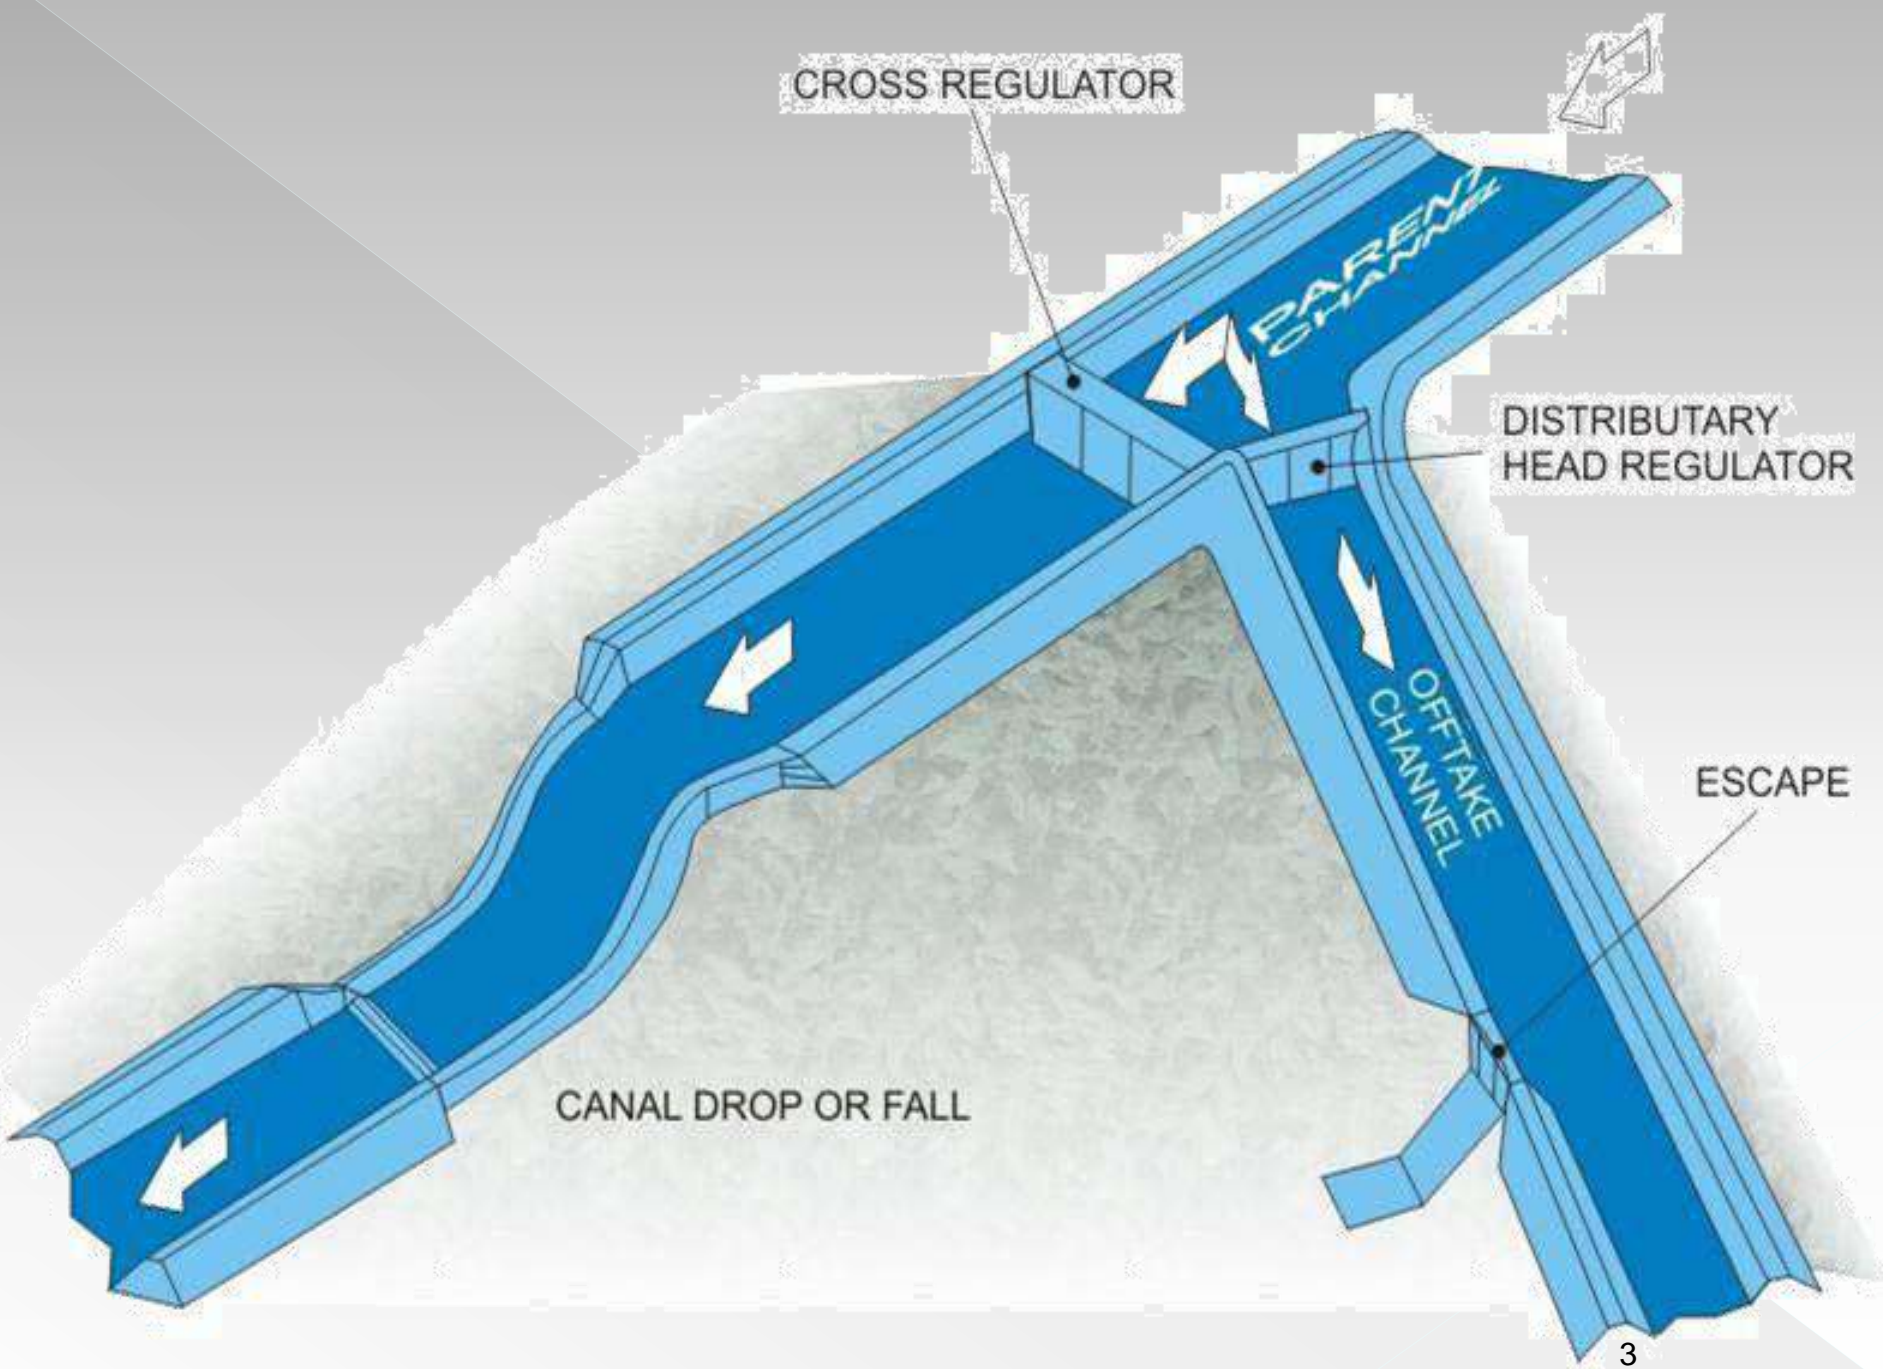 CROSS REGULATOR
PARENT
CHANNEL
DISTRIBUTARY
HEAD REGULATOR
OFFTAKE
CHANNEL
ESCAPE
CANAL DROP OR FALL
3